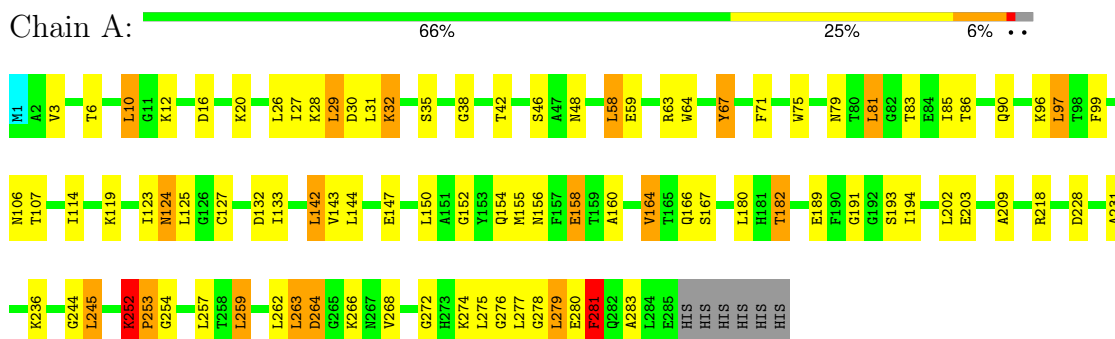 Chain A:
66% 25% 6% • •
M1 A2 V3 T6 L10 G11 K12 D16 K20 L26 I27 K28 L29 D30 L31 K32 S35 G38 T42 S46 A47 N48 L58 E59 R63 W64 Y67 F71 W75 N79 T80 L81 G82 T83 E84 I85 T86 Q90 K96 L97 T98 F99
N106 T107 I114 K119 I123 N124 L125 G126 C127 D132 I133 L142 V143 L144 E147 L150 A151 G152 Y153 Q154 M155 N156 F157 E158 T159 A160 V164 T165 Q166 S167 L180 H181 T182 E189 F190 G191 G192 S193 I194 L202 E203 A209 R218 D228 A231
K236 G244 L245 K252 P253 G254 L257 T258 L259 L262 L263 D264 G265 K266 N267 V268 G272 H273 K274 L275 G276 L277 G278 L279 E280 F281 Q282 A283 L284 E285 HIS HIS HIS HIS HIS HIS